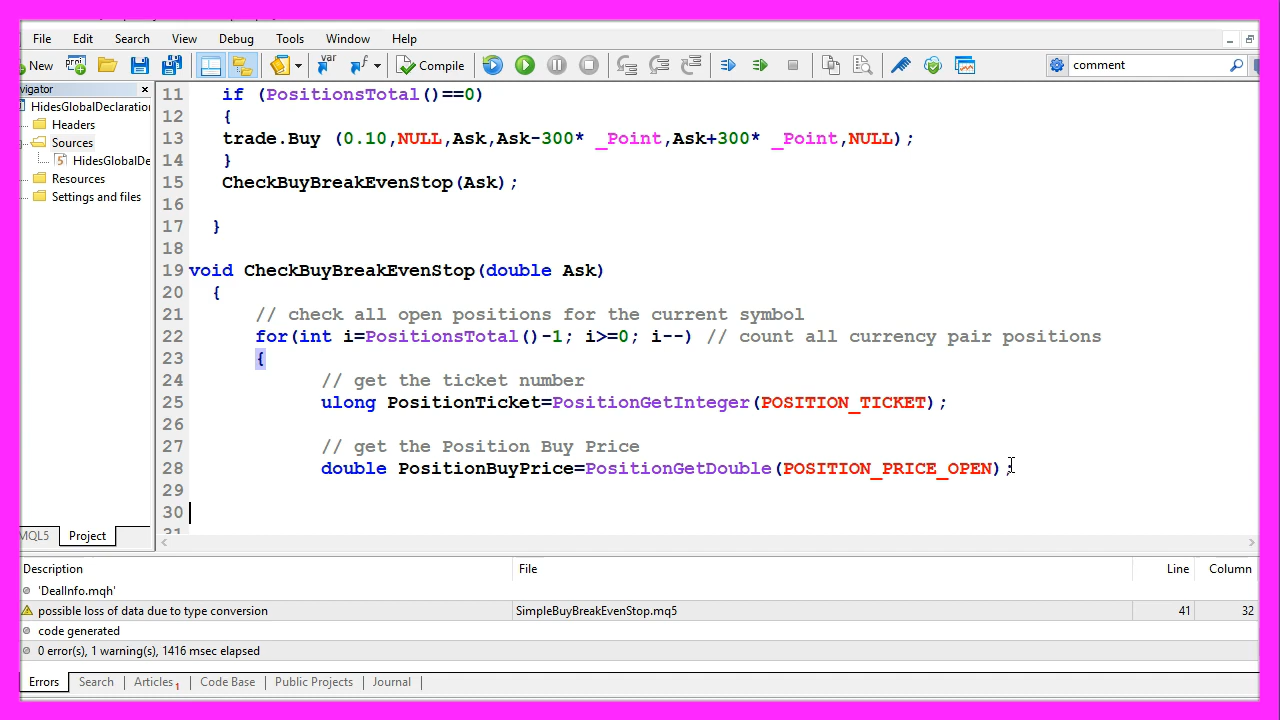 File Edit Search View Debug Tools Window Help
New Compile comment
vigator
HidesGlobalDeclaration
Headers
Sources
HidesGlobalDe
Resources
Settings and files
MQL5 Project
11 if (PositionsTotal()==0)
12 {
13 trade.Buy (0.10,NULL,Ask,Ask-300* _Point,Ask+300* _Point,NULL);
14 }
15 CheckBuyBreakEvenStop(Ask);
16
17 }
18
19 void CheckBuyBreakEvenStop(double Ask)
20 {
21 // check all open positions for the current symbol
22 for(int i=PositionsTotal()-1; i>=0; i--) // count all currency pair positions
23 {
24 // get the ticket number
25 ulong PositionTicket=PositionGetInteger(POSITION_TICKET);
26
27 // get the Position Buy Price
28 double PositionBuyPrice=PositionGetDouble(POSITION_PRICE_OPEN);
29
30
31
Description File Line Column
'DealInfo.mqh'
possible loss of data due to type conversion SimpleBuyBreakEvenStop.mq5 41 32
code generated
0 error(s), 1 warning(s), 1416 msec elapsed
Errors Search Articles 1 Code Base Public Projects Journal